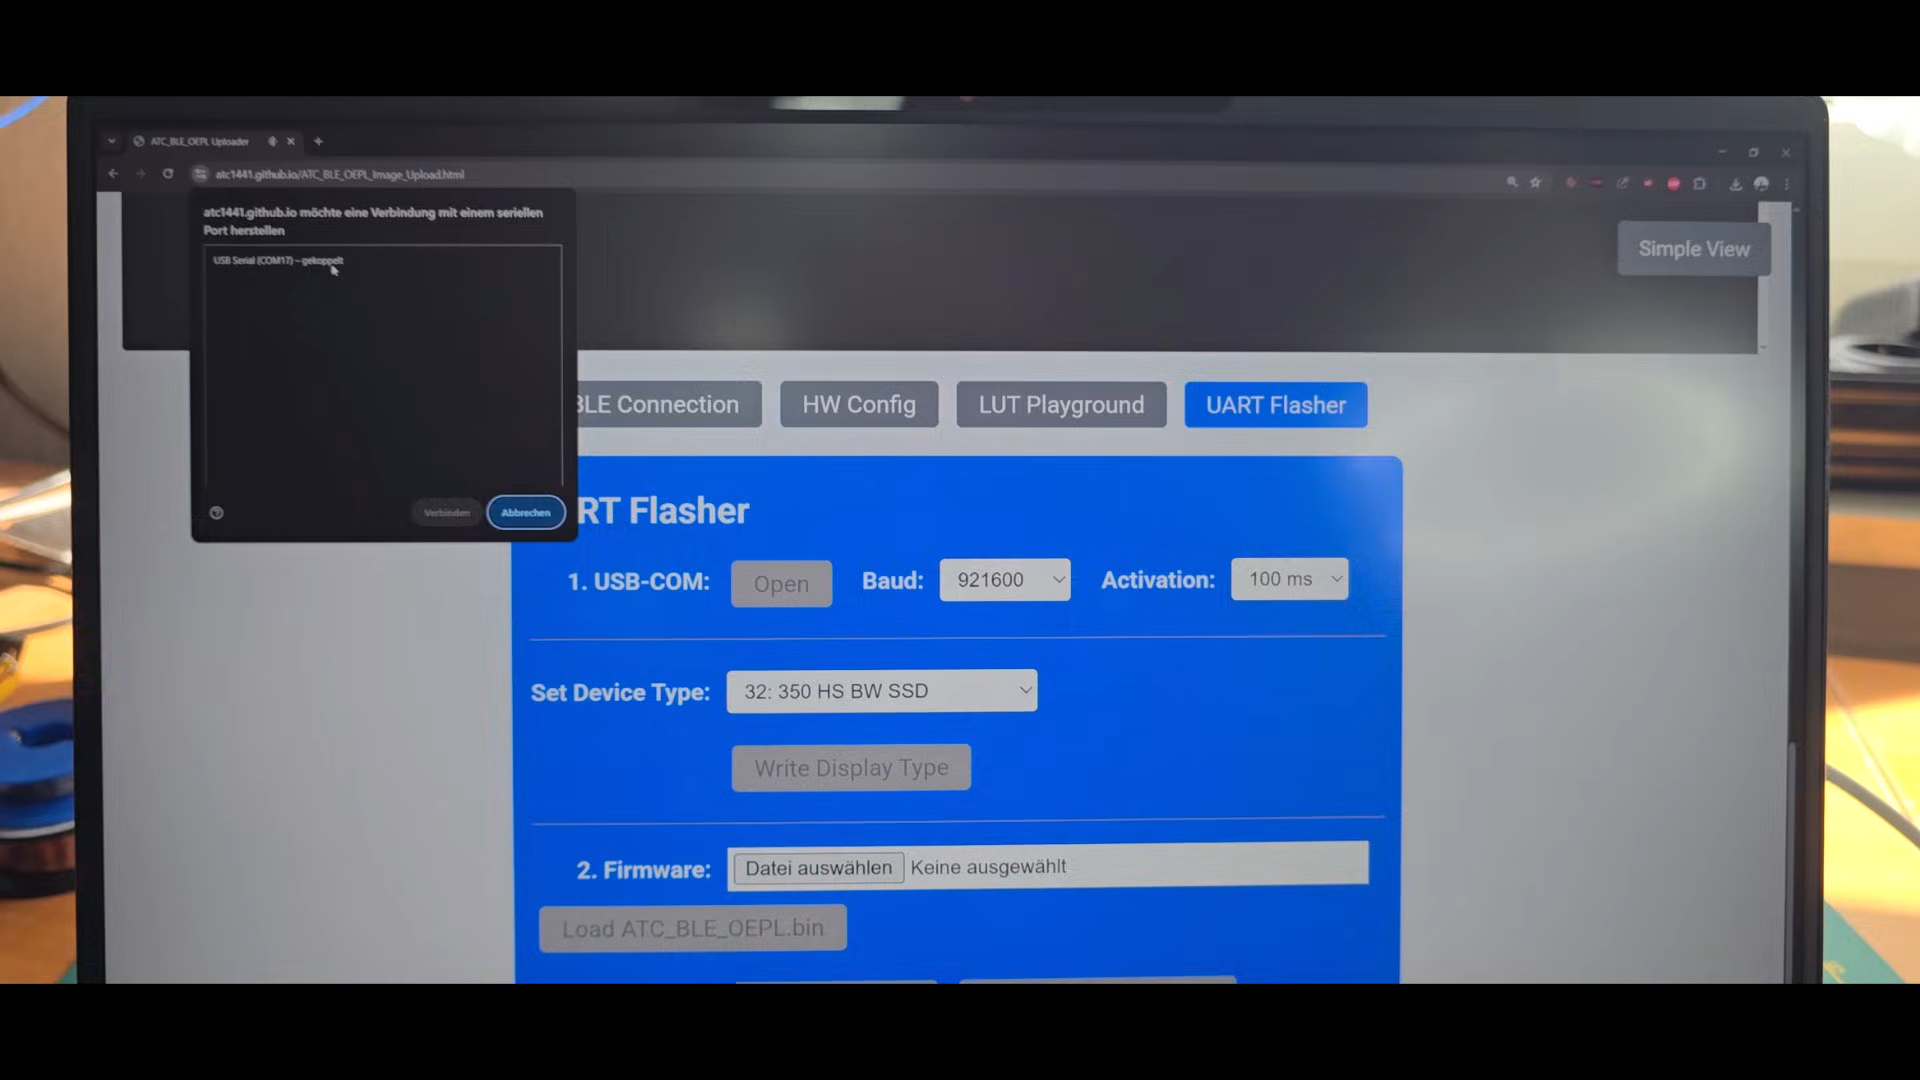 ATC_BLE_OEPL Uploader
atc1441.github.io/ATC_BLE_OEPL_Image_Upload.html
atc1441.github.io möchte eine Verbindung mit einem seriellen
Port herstellen
USB Serial (COM17) – gekoppelt
Verbinden
Abbrechen
Simple View
BLE Connection
HW Config
LUT Playground
UART Flasher
RT Flasher
1. USB-COM:
Open
Baud:
921600
Activation:
100 ms
Set Device Type:
32: 350 HS BW SSD
Write Display Type
2. Firmware:
Datei auswählen
Keine ausgewählt
Load ATC_BLE_OEPL.bin